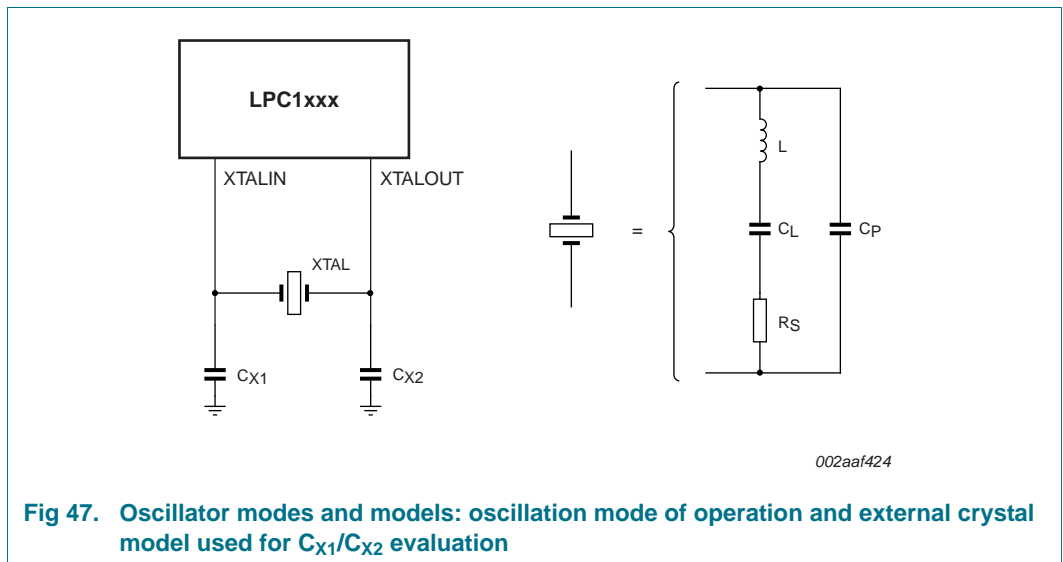 LPC1xxx
XTALIN
XTALOUT
XTAL
CX1
CX2
=
L
CL
CP
RS
002aaf424
Fig 47. Oscillator modes and models: oscillation mode of operation and external crystal
model used for CX1/CX2 evaluation